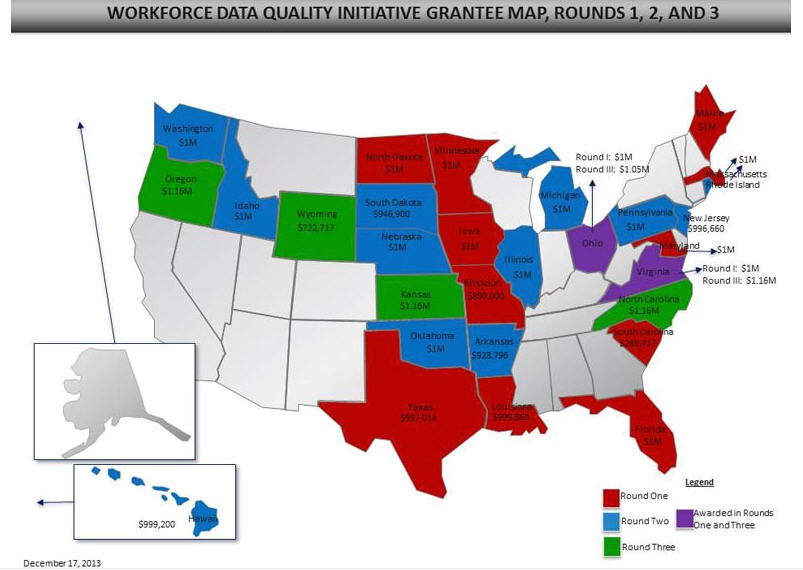 WORKFORCE DATA QUALITY INITIATIVE GRANTEE MAP, ROUNDS 1, 2, AND 3
Washington
$1M
Oregon
$1.16M
Idaho
$1M
Wyoming
$722,717
North Dakota
$1M
South Dakota
$946,900
Nebraska
$1M
Kansas
$1.16M
Oklahoma
$1M
Texas
$997,014
Minnesota
$1M
Iowa
$1M
Missouri
$890,000
Arkansas
$928,796
Louisiana
$999,863
Illinois
$1M
Michigan
$1M
Round I: $1M
Round III: $1.05M
Ohio
Maine
$1M
$1M
Massachusetts
Rhode Island
Pennsylvania
$1M
New Jersey
$996,660
Maryland
$1M
Virginia
Round I: $1M
Round III: $1.16M
North Carolina
$1.16M
South Carolina
Florida
$1M
$999,200
Hawaii
Legend
Round One
Round Two
Round Three
Awarded in Rounds
One and Three
December 17, 2013